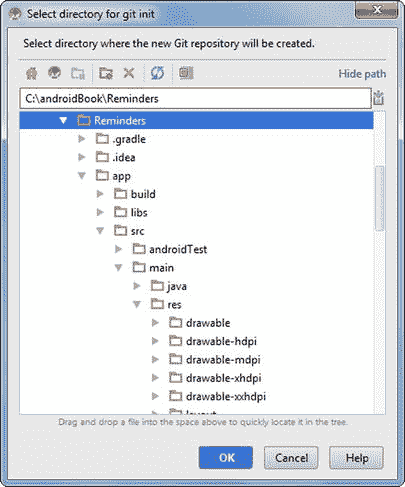 Select directory for git init
Select directory where the new Git repository will be created.
Hide path
C:\androidBook\Reminders
Reminders
.gradle
.idea
app
build
libs
src
androidTest
main
java
res
drawable
drawable-hdpi
drawable-mdpi
drawable-xhdpi
drawable-xxhdpi
layout
Drag and drop a file into the space above to quickly locate it in the tree.
OK
Cancel
Help